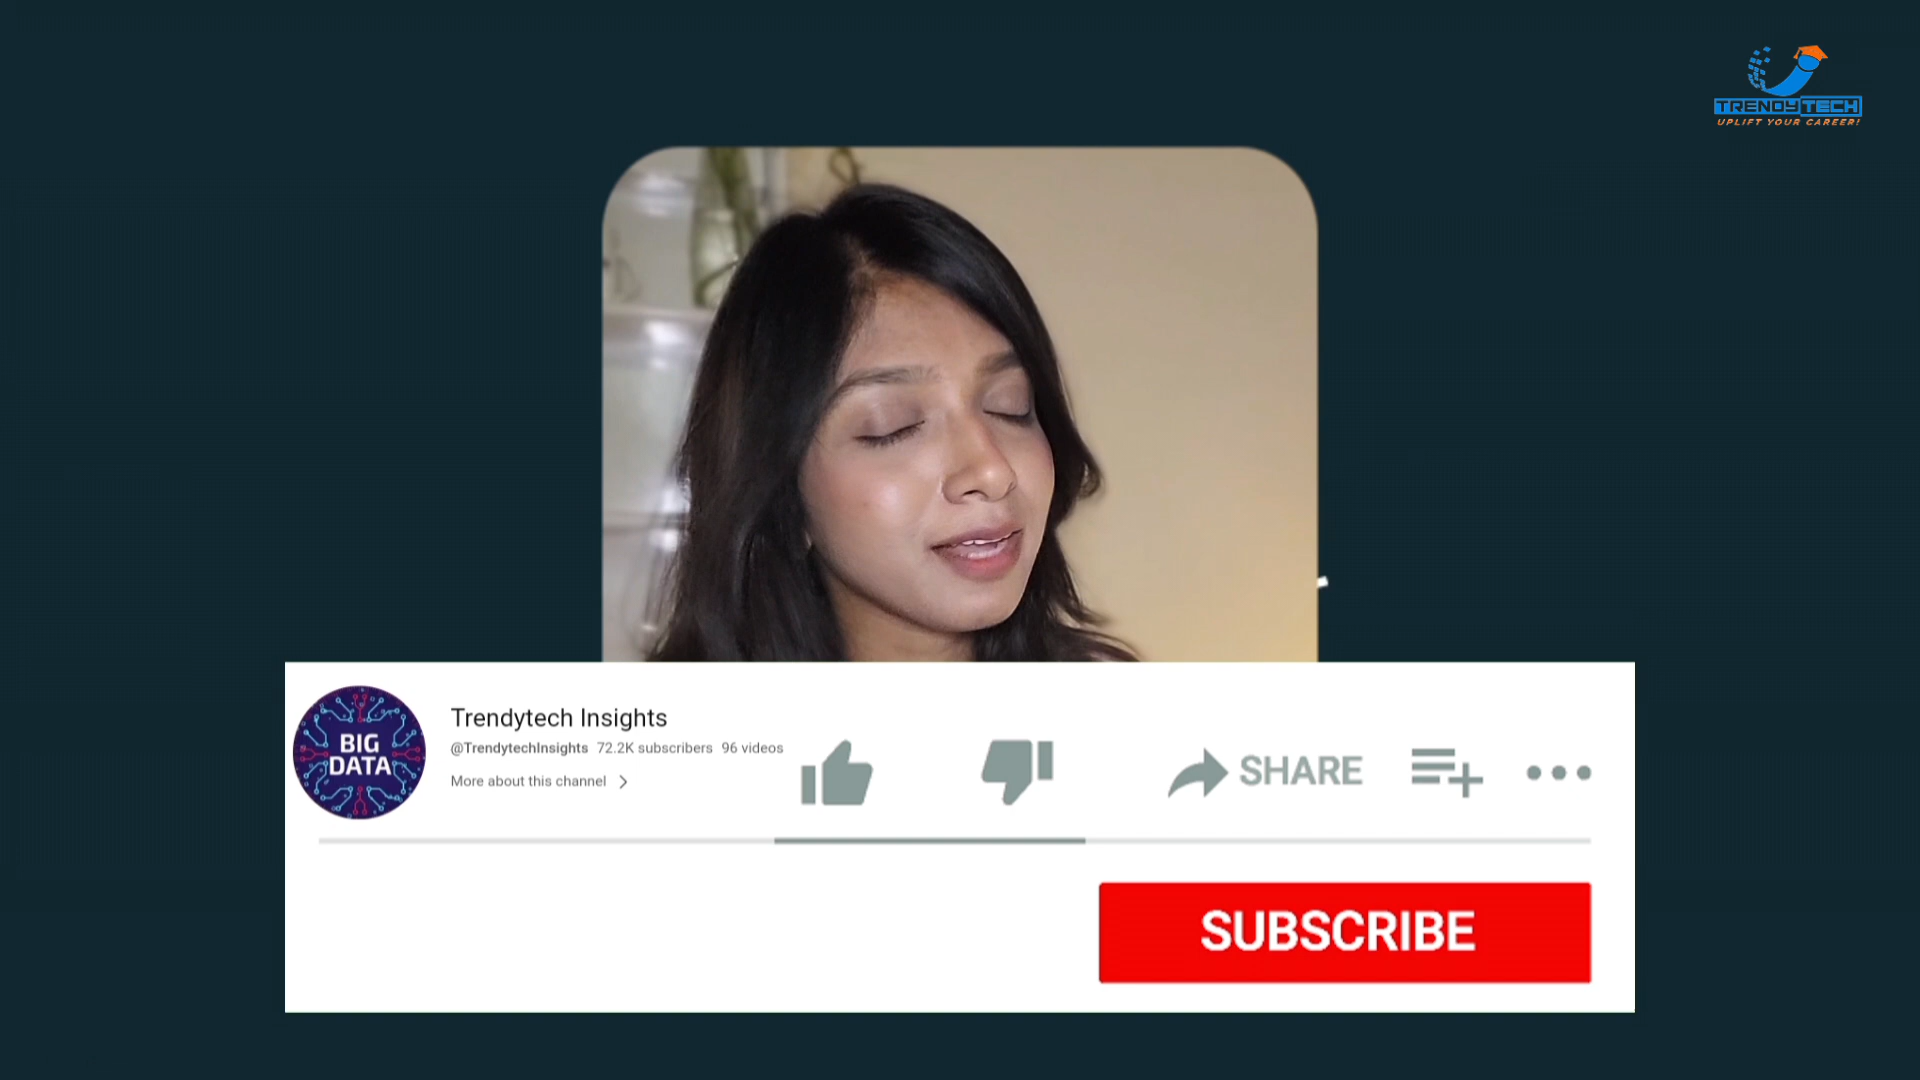 TRENDYTECH
UPLIFT YOUR CAREER!
BIG
DATA
Trendytech Insights
@TrendytechInsights 72.2K subscribers 96 videos
More about this channel
SHARE
SUBSCRIBE